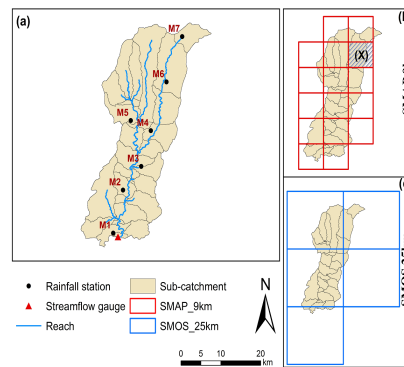 (a)
M7
M6
M5
M4
M3
M2
M1
(b
(X)
Rainfall station
Streamflow gauge
Reach
Sub-catchment
SMAP_9km
SMOS_25km
N
0 5 10 20
km